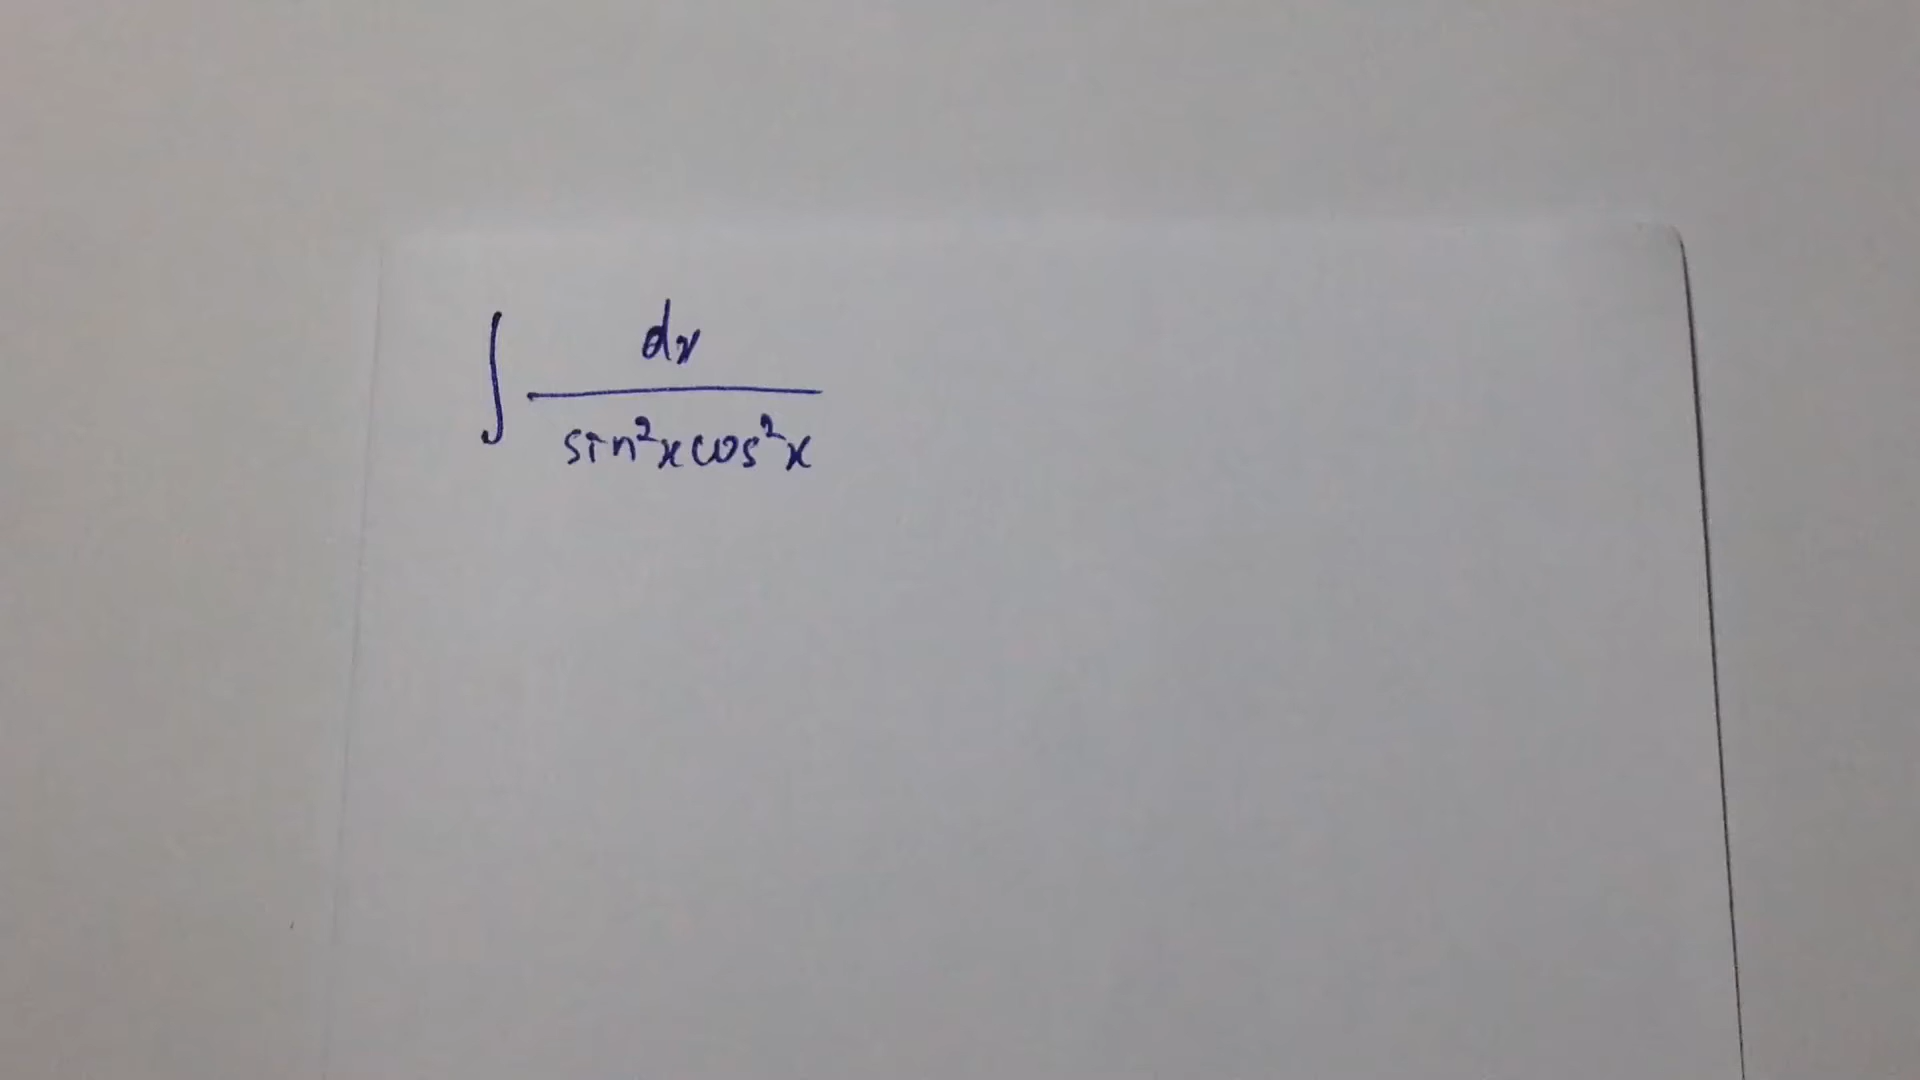 ∫ dx / sin²x cos²x